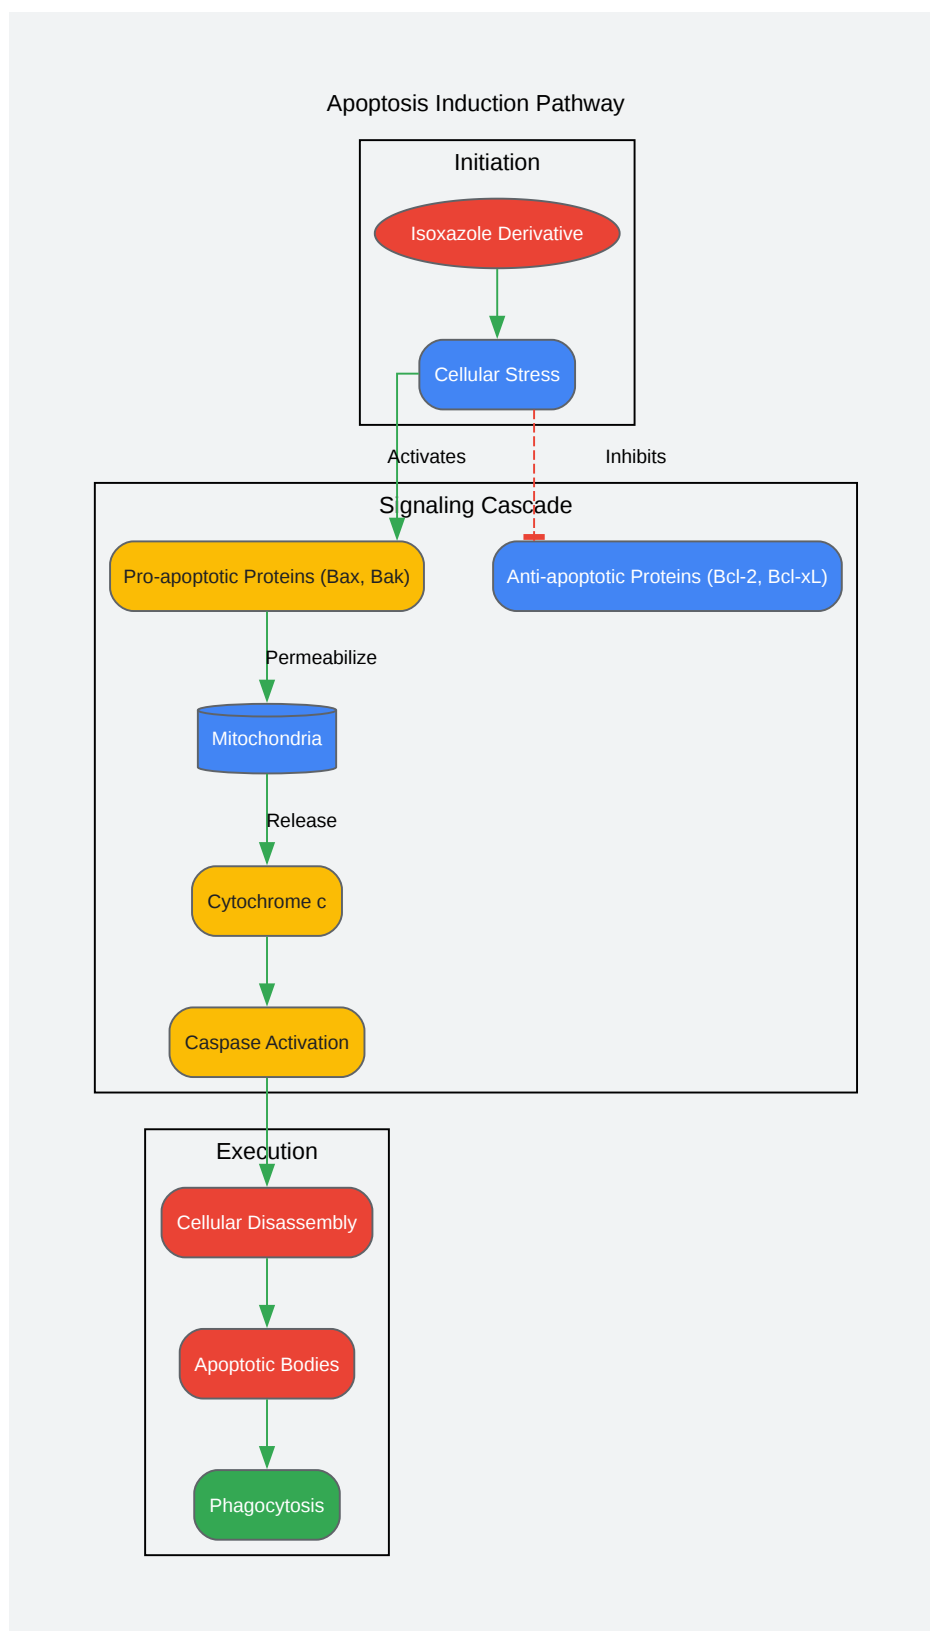 Apoptosis Induction Pathway
Initiation
Isoxazole Derivative
Cellular Stress
Activates
Inhibits
Signaling Cascade
Pro-apoptotic Proteins (Bax, Bak)
Anti-apoptotic Proteins (Bcl-2, Bcl-xL)
Permeabilize
Mitochondria
Release
Cytochrome c
Caspase Activation
Execution
Cellular Disassembly
Apoptotic Bodies
Phagocytosis